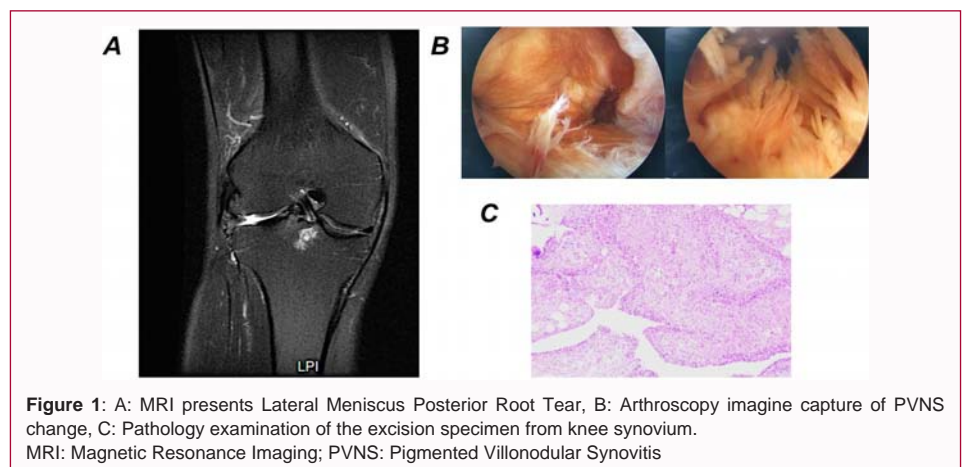 A
B
C
LPI
Figure 1: A: MRI presents Lateral Meniscus Posterior Root Tear, B: Arthroscopy imagine capture of PVNS
change, C: Pathology examination of the excision specimen from knee synovium.
MRI: Magnetic Resonance Imaging; PVNS: Pigmented Villonodular Synovitis